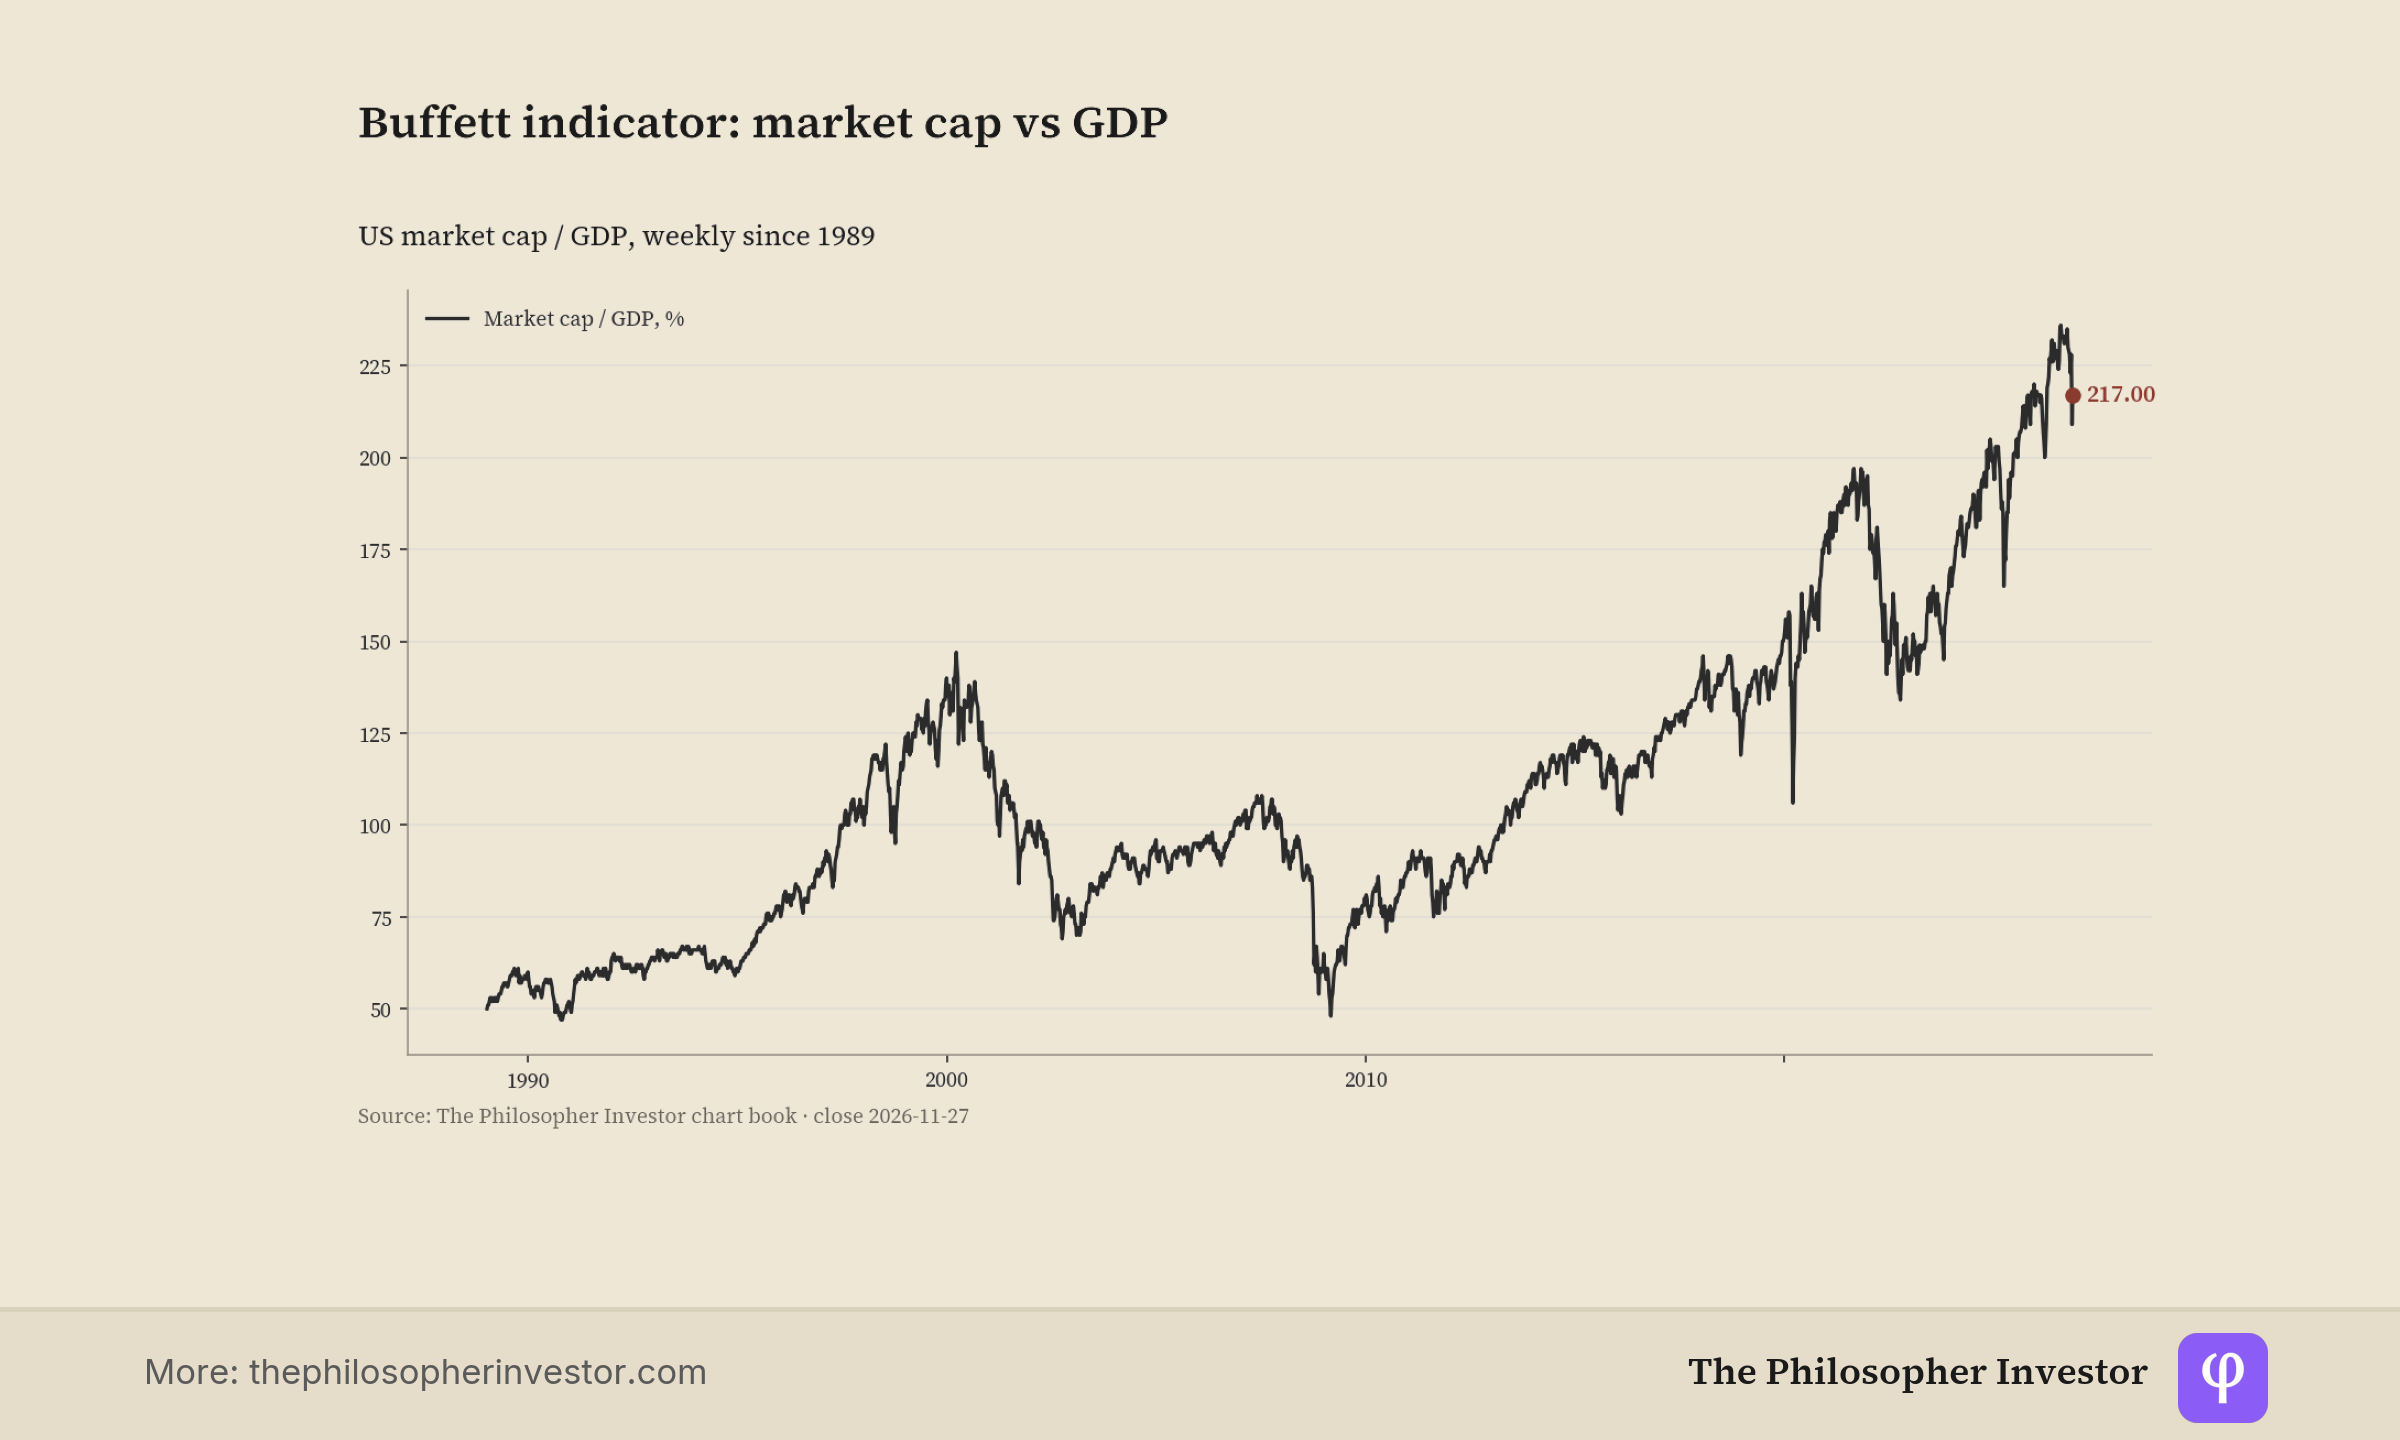 Buffett indicator: market cap vs GDP
US market cap / GDP, weekly since 1989
Market cap / GDP, %
225
217.00
200
175
150
125
100
75
50
1990 2000 2010
Source: The Philosopher Investor chart book · close 2026-11-27
More: thephilosopherinvestor.com
The Philosopher Investor φ